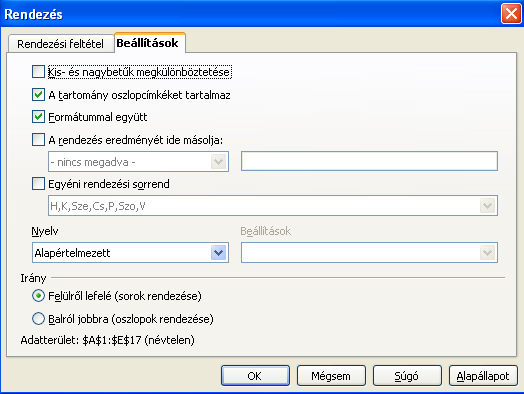 Rendezés
Rendezési feltétel
Beállítások
Kis- és nagybetűk megkülönböztetése
A tartomány oszlopcímkéket tartalmaz
Formátummal együtt
A rendezés eredményét ide másolja:
- nincs megadva -
Egyéni rendezési sorrend
H,K,Sze,Cs,P,Szo,V
Nyelv
Beállítások
Alapértelmezett
Irány
Felülről lefelé (sorok rendezése)
Balról jobbra (oszlopok rendezése)
Adatterület: $A$1:$E$17 (névtelen)
OK
Mégsem
Súgó
Alapállapot